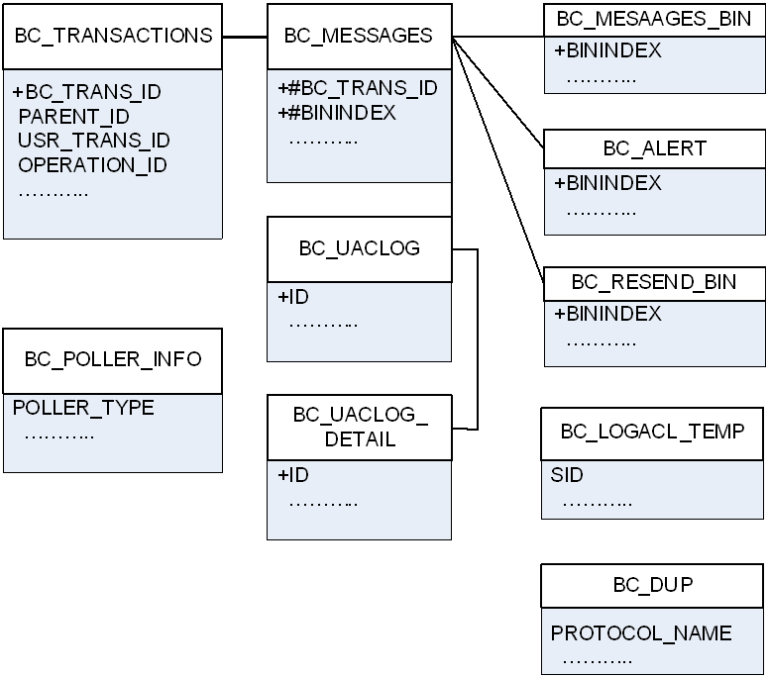 BC_TRANSACTIONS
+BC_TRANS_ID
PARENT_ID
USR_TRANS_ID
OPERATION_ID
………..
BC_MESSAGES
+#BC_TRANS_ID
+#BININDEX
………..
BC_MESAAGES_BIN
+BININDEX
………..
BC_ALERT
+BININDEX
………..
BC_UACLOG
+ID
………..
BC_RESEND_BIN
+BININDEX
………..
BC_POLLER_INFO
POLLER_TYPE
………..
BC_UACLOG_
DETAIL
+ID
………..
BC_LOGACL_TEMP
SID
………..
BC_DUP
PROTOCOL_NAME
………..